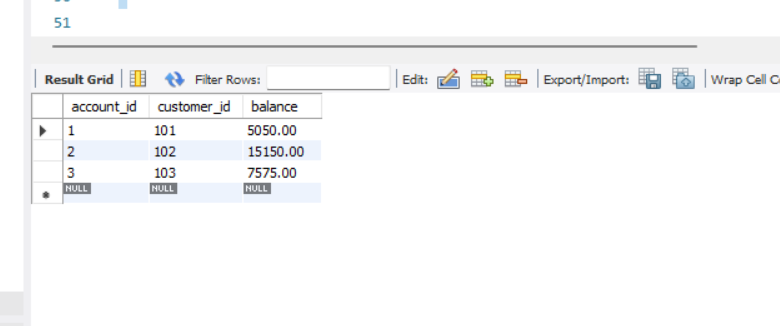 51
Result Grid Filter Rows: Edit: Export/Import: Wrap Cell
account_id customer_id balance
1 101 5050.00
2 102 15150.00
3 103 7575.00
NULL NULL NULL